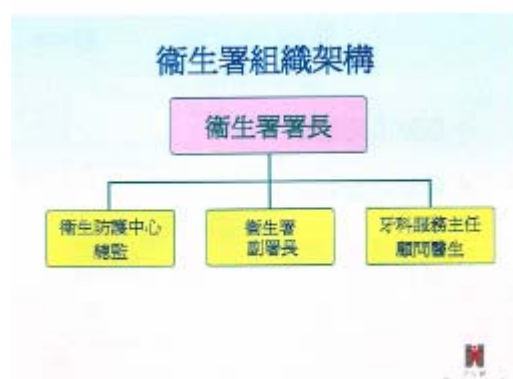 衞生署組織架構
衞生署署長
衞生防護中心
總監
衞生署
副署長
牙科服務主任
顧問醫生